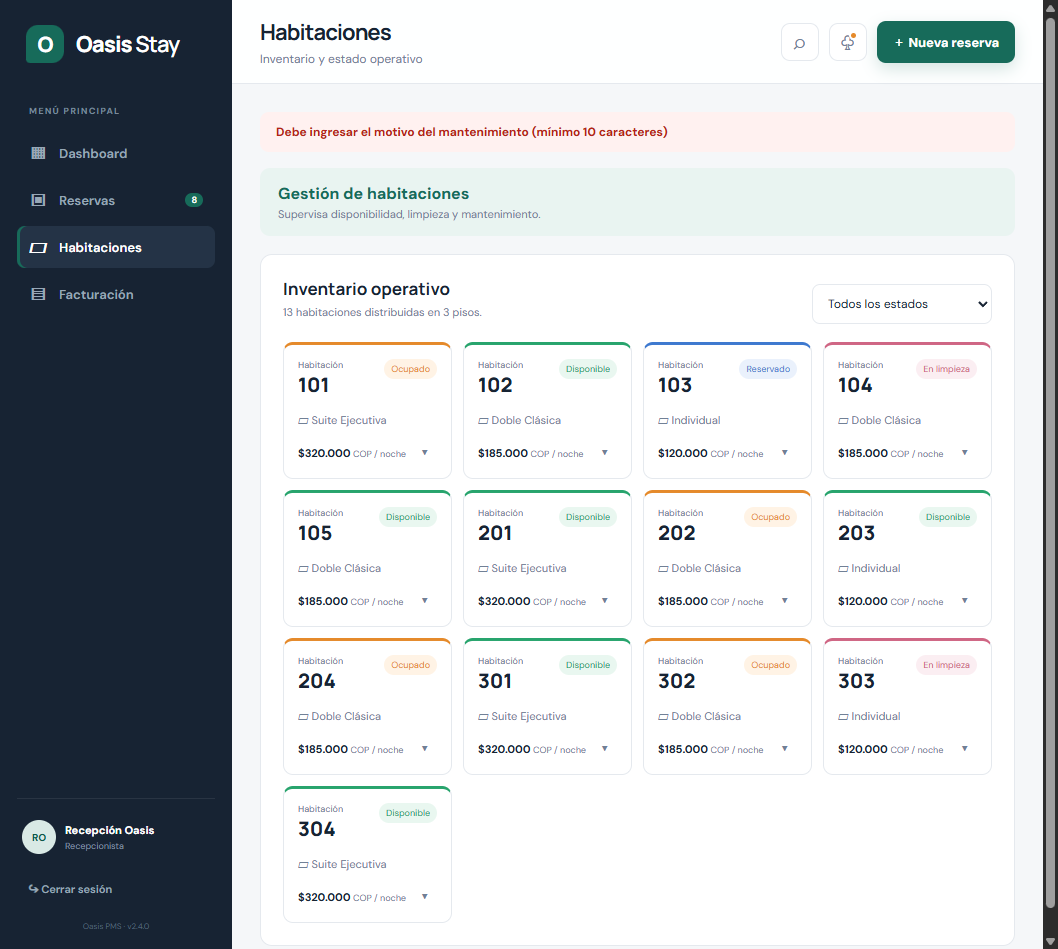 O Oasis Stay
MENÚ PRINCIPAL
Dashboard
Reservas 8
Habitaciones
Facturación
RO
Recepción Oasis
Recepcionista
Cerrar sesión
Oasis PMS · v2.4.0
Habitaciones
Inventario y estado operativo
+ Nueva reserva
Debe ingresar el motivo del mantenimiento (mínimo 10 caracteres)
Gestión de habitaciones
Supervisa disponibilidad, limpieza y mantenimiento.
Inventario operativo
13 habitaciones distribuidas en 3 pisos.
Todos los estados
Habitación
101
Ocupado
Suite Ejecutiva
$320.000 COP / noche
Habitación
102
Disponible
Doble Clásica
$185.000 COP / noche
Habitación
103
Reservado
Individual
$120.000 COP / noche
Habitación
104
En limpieza
Doble Clásica
$185.000 COP / noche
Habitación
105
Disponible
Doble Clásica
$185.000 COP / noche
Habitación
201
Disponible
Suite Ejecutiva
$320.000 COP / noche
Habitación
202
Ocupado
Doble Clásica
$185.000 COP / noche
Habitación
203
Disponible
Individual
$120.000 COP / noche
Habitación
204
Ocupado
Doble Clásica
$185.000 COP / noche
Habitación
301
Disponible
Suite Ejecutiva
$320.000 COP / noche
Habitación
302
Ocupado
Doble Clásica
$185.000 COP / noche
Habitación
303
En limpieza
Individual
$120.000 COP / noche
Habitación
304
Disponible
Suite Ejecutiva
$320.000 COP / noche